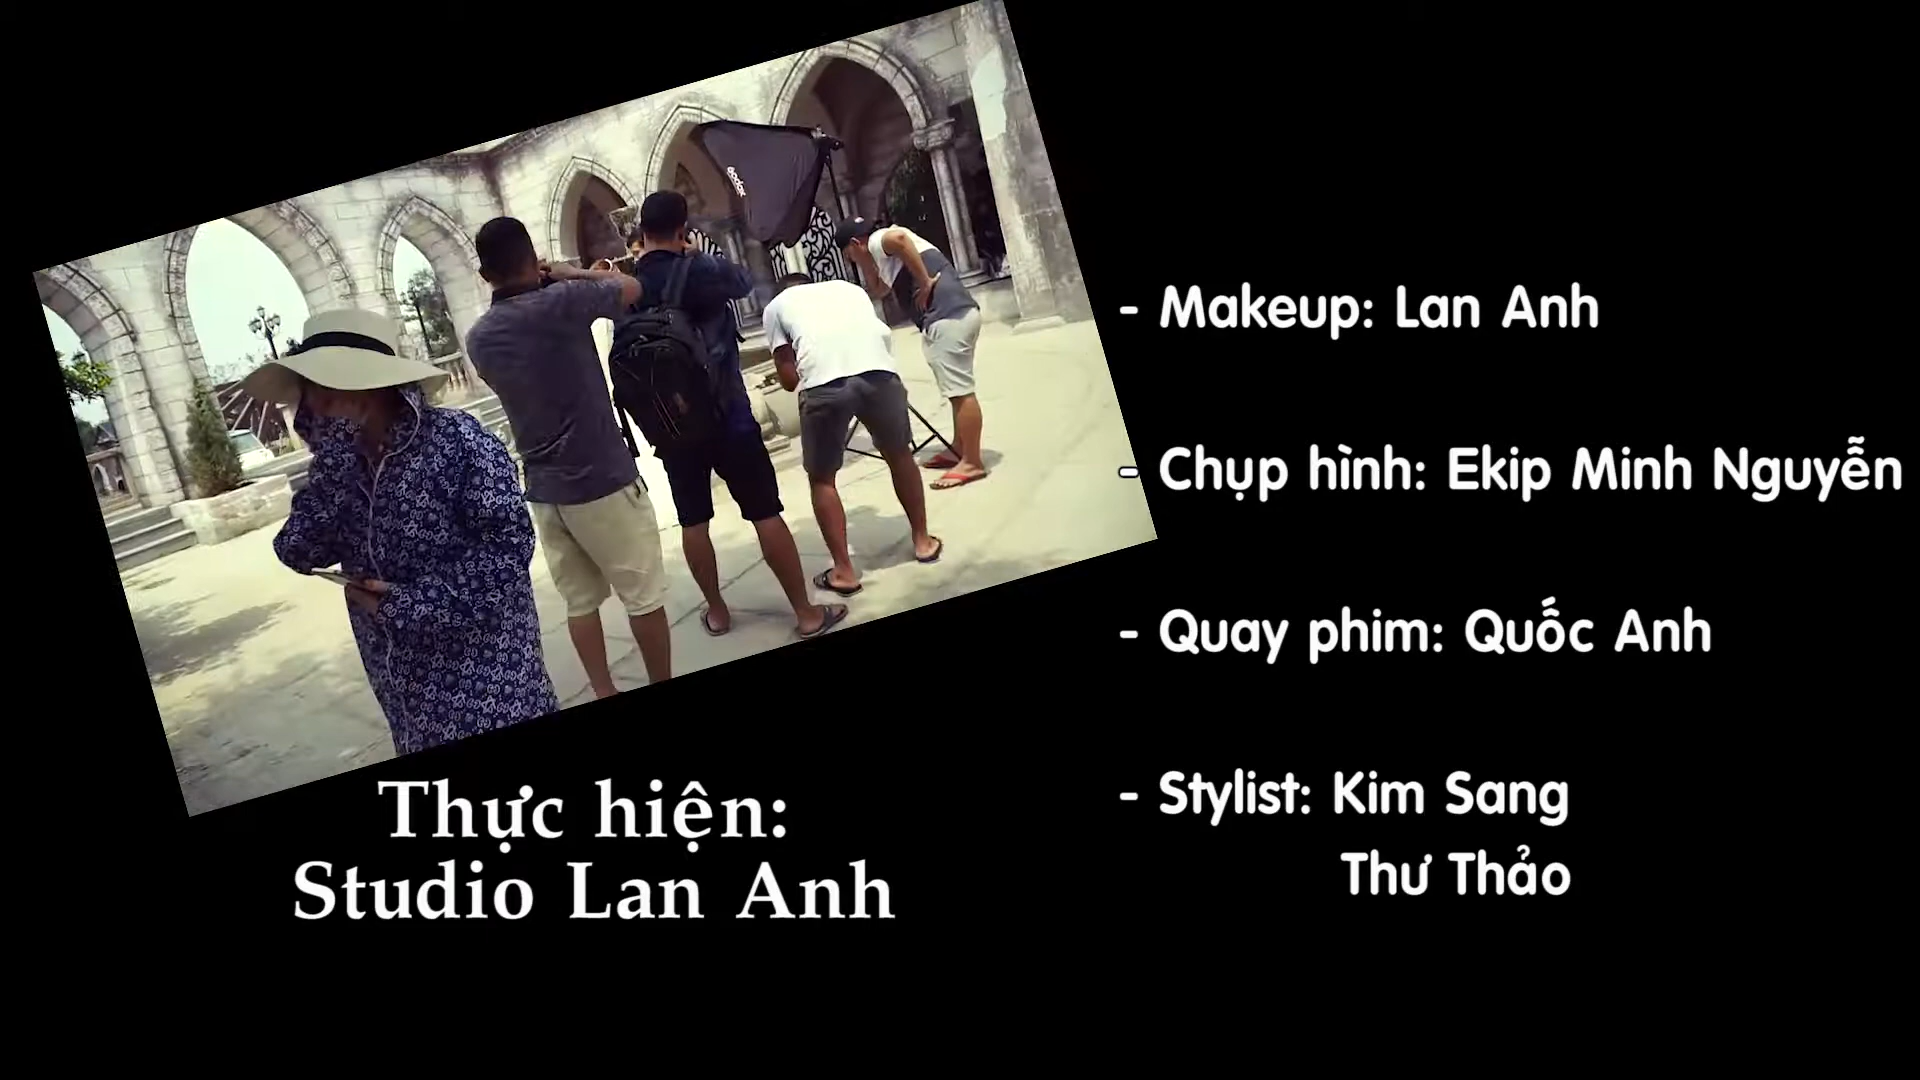 Godox
Thực hiện:
Studio Lan Anh
- Makeup: Lan Anh
- Chụp hình: Ekip Minh Nguyễn
- Quay phim: Quốc Anh
- Stylist: Kim Sang
Thư Thảo